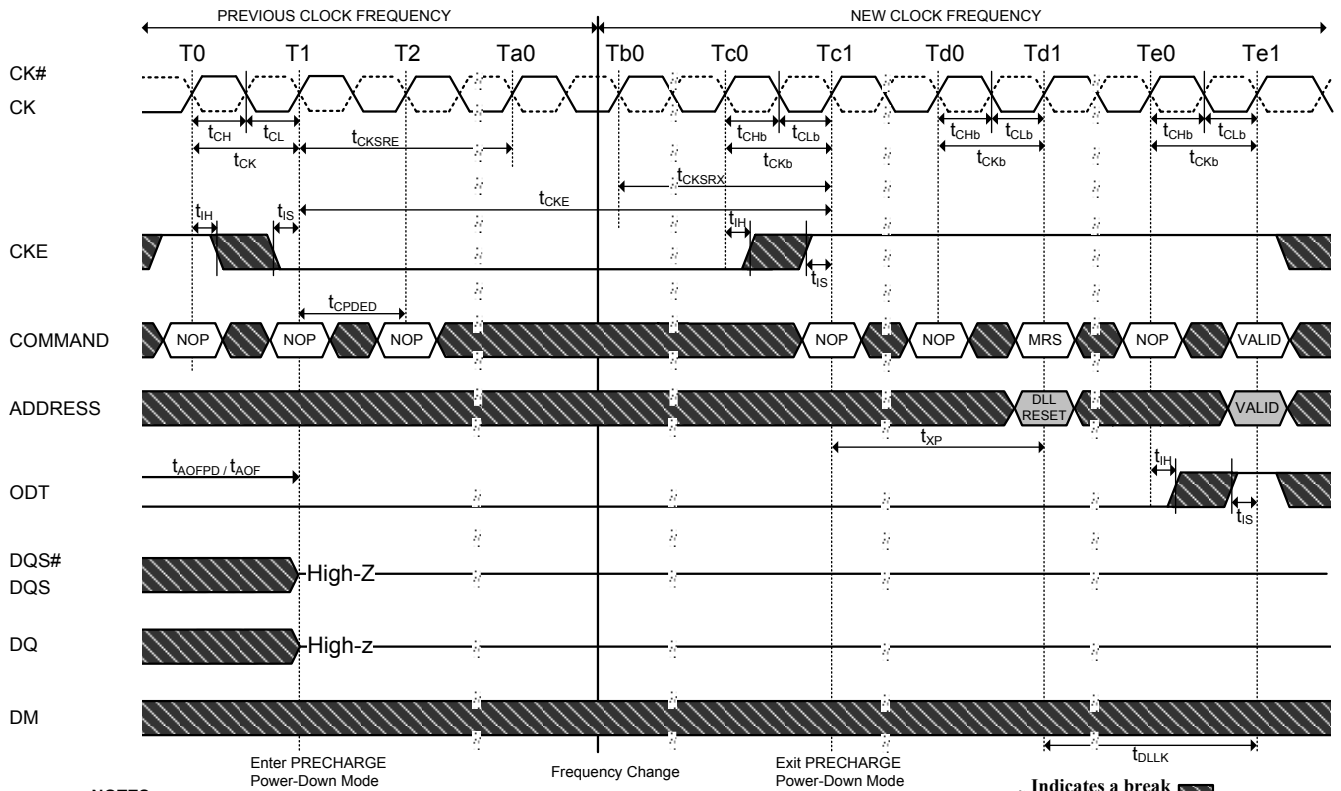 PREVIOUS CLOCK FREQUENCY NEW CLOCK FREQUENCY
T0 T1 T2 Ta0 Tb0 Tc0 Tc1 Td0 Td1 Te0 Te1
CK#
CK
tCH tCL tCKSRE tCHb tCLb tCHb tCLb tCHb tCLb
tCK tCKb tCKb tCKb
tCKSRX
tCKE
tIH tIS tIH
CKE
tIS
tCPDED
COMMAND NOP NOP NOP NOP NOP MRS NOP VALID
ADDRESS DLL RESET VALID
tXP
tAOFPD / tAOF tIH
ODT
tIS
DQS#
DQS High-Z
DQ High-z
DM
tDLLK
Enter PRECHARGE
Power-Down Mode
Frequency Change
Exit PRECHARGE
Power-Down Mode
Indicates a break